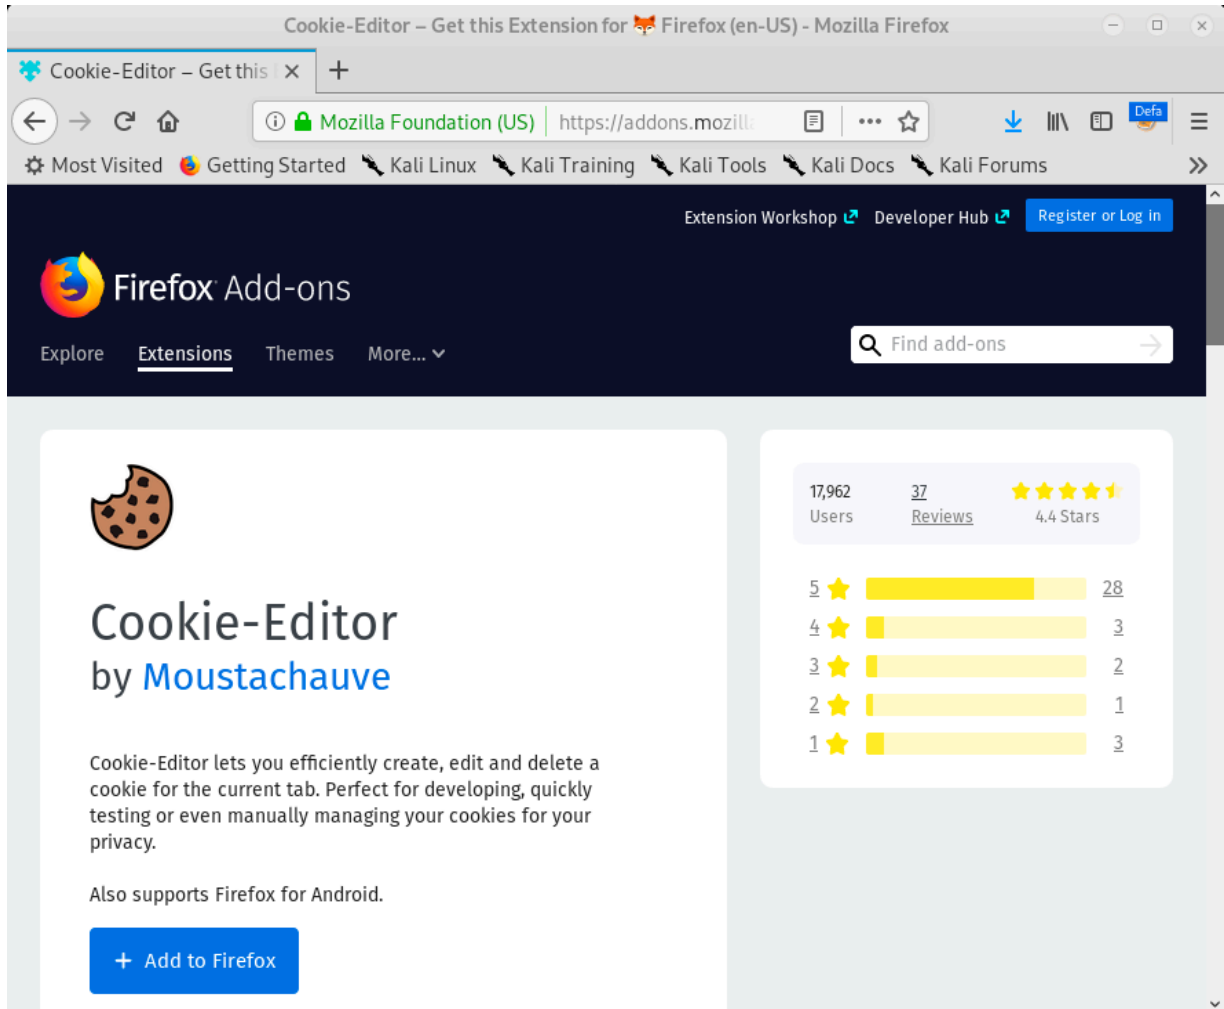 Cookie-Editor – Get this Extension for 🦊 Firefox (en-US) - Mozilla Firefox
Cookie-Editor – Get this
Mozilla Foundation (US) https://addons.mozill
Defa
Most Visited Getting Started Kali Linux Kali Training Kali Tools Kali Docs Kali Forums
Extension Workshop Developer Hub Register or Log in
Firefox Add-ons
Explore Extensions Themes More...
Find add-ons
Cookie-Editor
by Moustachauve
Cookie-Editor lets you efficiently create, edit and delete a
cookie for the current tab. Perfect for developing, quickly
testing or even manually managing your cookies for your
privacy.
Also supports Firefox for Android.
+ Add to Firefox
17,962 37
Users Reviews 4.4 Stars
5 28
4 3
3 2
2 1
1 3